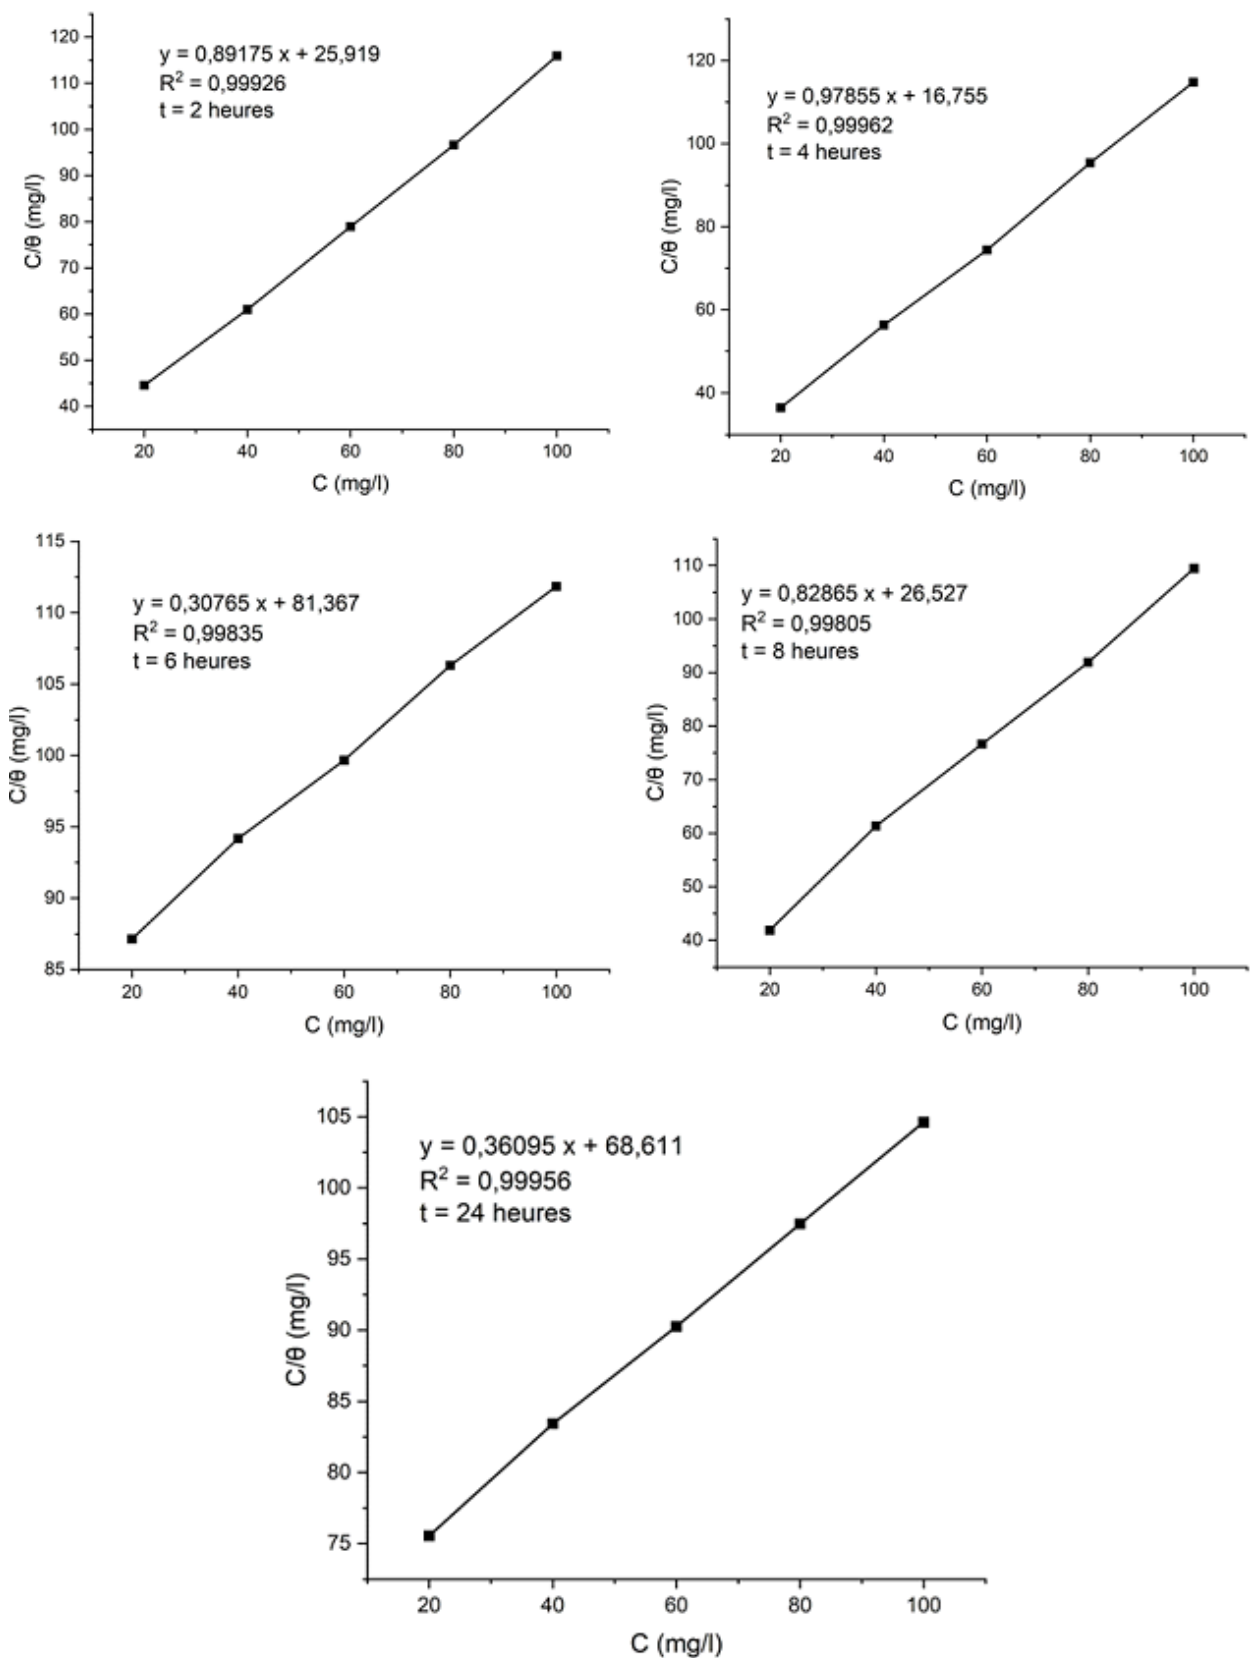 y = 0,89175 x + 25,919
R² = 0,99926
t = 2 heures
120
110
100
90
80
70
60
50
40
C/θ (mg/l)
20 40 60 80 100
C (mg/l)
y = 0,97855 x + 16,755
R² = 0,99962
t = 4 heures
120
100
80
60
40
C/θ (mg/l)
20 40 60 80 100
C (mg/l)
y = 0,30765 x + 81,367
R² = 0,99835
t = 6 heures
115
110
105
100
95
90
85
C/θ (mg/l)
20 40 60 80 100
C (mg/l)
y = 0,82865 x + 26,527
R² = 0,99805
t = 8 heures
110
100
90
80
70
60
50
40
C/θ (mg/l)
20 40 60 80 100
C (mg/l)
y = 0,36095 x + 68,611
R² = 0,99956
t = 24 heures
105
100
95
90
85
80
75
C/θ (mg/l)
20 40 60 80 100
C (mg/l)